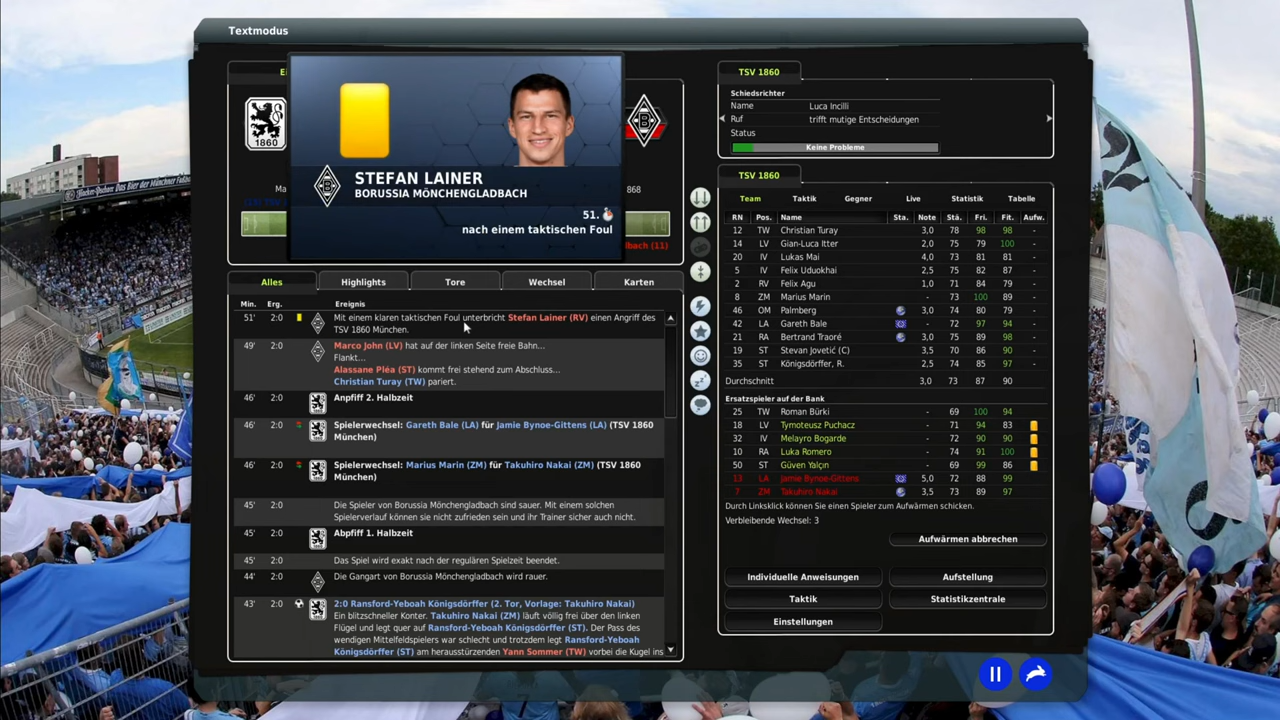 Textmodus
Ei
1860
B
Ma
868
lbach (11)
STEFAN LAINER
BORUSSIA MÖNCHENGLADBACH
51.
nach einem taktischen Foul
Alles Highlights Tore Wechsel Karten
Min. Erg. Ereignis
51' 2:0 Mit einem klaren taktischen Foul unterbricht Stefan Lainer (RV) einen Angriff des
TSV 1860 München.
49' 2:0 Marco John (LV) hat auf der linken Seite freie Bahn...
Flankt...
Alassane Pléa (ST) kommt frei stehend zum Abschluss...
Christian Turay (TW) pariert.
46' 2:0 Anpfiff 2. Halbzeit
46' 2:0 Spielerwechsel: Gareth Bale (LA) für Jamie Bynoe-Gittens (LA) (TSV 1860
München)
46' 2:0 Spielerwechsel: Marius Marin (ZM) für Takuhiro Nakai (ZM) (TSV 1860
München)
45' 2:0 Die Spieler von Borussia Mönchengladbach sind sauer. Mit einem solchen
Spielerverlauf können sie nicht zufrieden sein und ihr Trainer sicher auch nicht.
45' 2:0 Abpfiff 1. Halbzeit
45' 2:0 Das Spiel wird exakt nach der regulären Spielzeit beendet.
44' 2:0 Die Gangart von Borussia Mönchengladbach wird rauer.
43' 2:0 2:0 Ransford-Yeboah Königsdörffer (2. Tor, Vorlage: Takuhiro Nakai)
Ein blitzschneller Konter. Takuhiro Nakai (ZM) läuft völlig frei über den linken
Flügel und legt quer auf Ransford-Yeboah Königsdörffer (ST). Der Pass des
wendigen Mittelfeldspielers war schlecht und trotzdem legt Ransford-Yeboah
Königsdörffer (ST) am herausstürzenden Yann Sommer (TW) vorbei die Kugel ins
TSV 1860
Schiedsrichter
Name Luca Incilli
Ruf trifft mutige Entscheidungen
Status
Keine Probleme
TSV 1860
Team Taktik Gegner Live Statistik Tabelle
RN Pos. Name Sta. Note Stä. Fri. Fit. Aufw.
12 TW Christian Turay 3,0 78 98 98 -
14 LV Gian-Luca Itter 2,0 75 79 100 -
20 IV Lukas Mai 4,0 73 81 81 -
5 IV Felix Uduokhai 2,5 75 82 87 -
2 RV Felix Agu 1,0 71 84 79 -
8 ZM Marius Marin - 73 100 89 -
46 OM Palmberg 3,0 74 80 79 -
42 LA Gareth Bale - 72 97 94 -
21 RA Bertrand Traoré 3,0 75 89 98 -
19 ST Stevan Jovetić (C) 3,5 70 86 90 -
35 ST Königsdörffer, R. 2,5 74 85 97 -
Durchschnitt 3,0 73 87 90
Ersatzspieler auf der Bank
25 TW Roman Bürki - 69 100 94
18 LV Tymoteusz Puchacz - 71 94 83
32 IV Melayro Bogarde - 72 90 90
10 RA Luka Romero - 74 91 100
50 ST Güven Yalçın - 69 99 86
13 LA Jamie Bynoe-Gittens 5,0 72 88 99
7 ZM Takuhiro Nakai 3,5 73 89 97
Durch Linksklick können Sie einen Spieler zum Aufwärmen schicken.
Verbleibende Wechsel: 3
Aufwärmen abbrechen
Individuelle Anweisungen Aufstellung
Taktik Statistikzentrale
Einstellungen